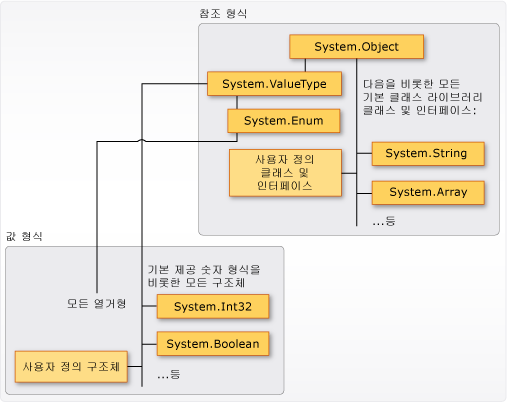 참조 형식
System.Object
System.ValueType
다음을 비롯한 모든
기본 클래스 라이브러리
클래스 및 인터페이스:
System.Enum
사용자 정의
클래스 및
인터페이스
System.String
System.Array
...등
값 형식
기본 제공 숫자 형식을
비롯한 모든 구조체
모든 열거형
System.Int32
System.Boolean
사용자 정의 구조체
...등